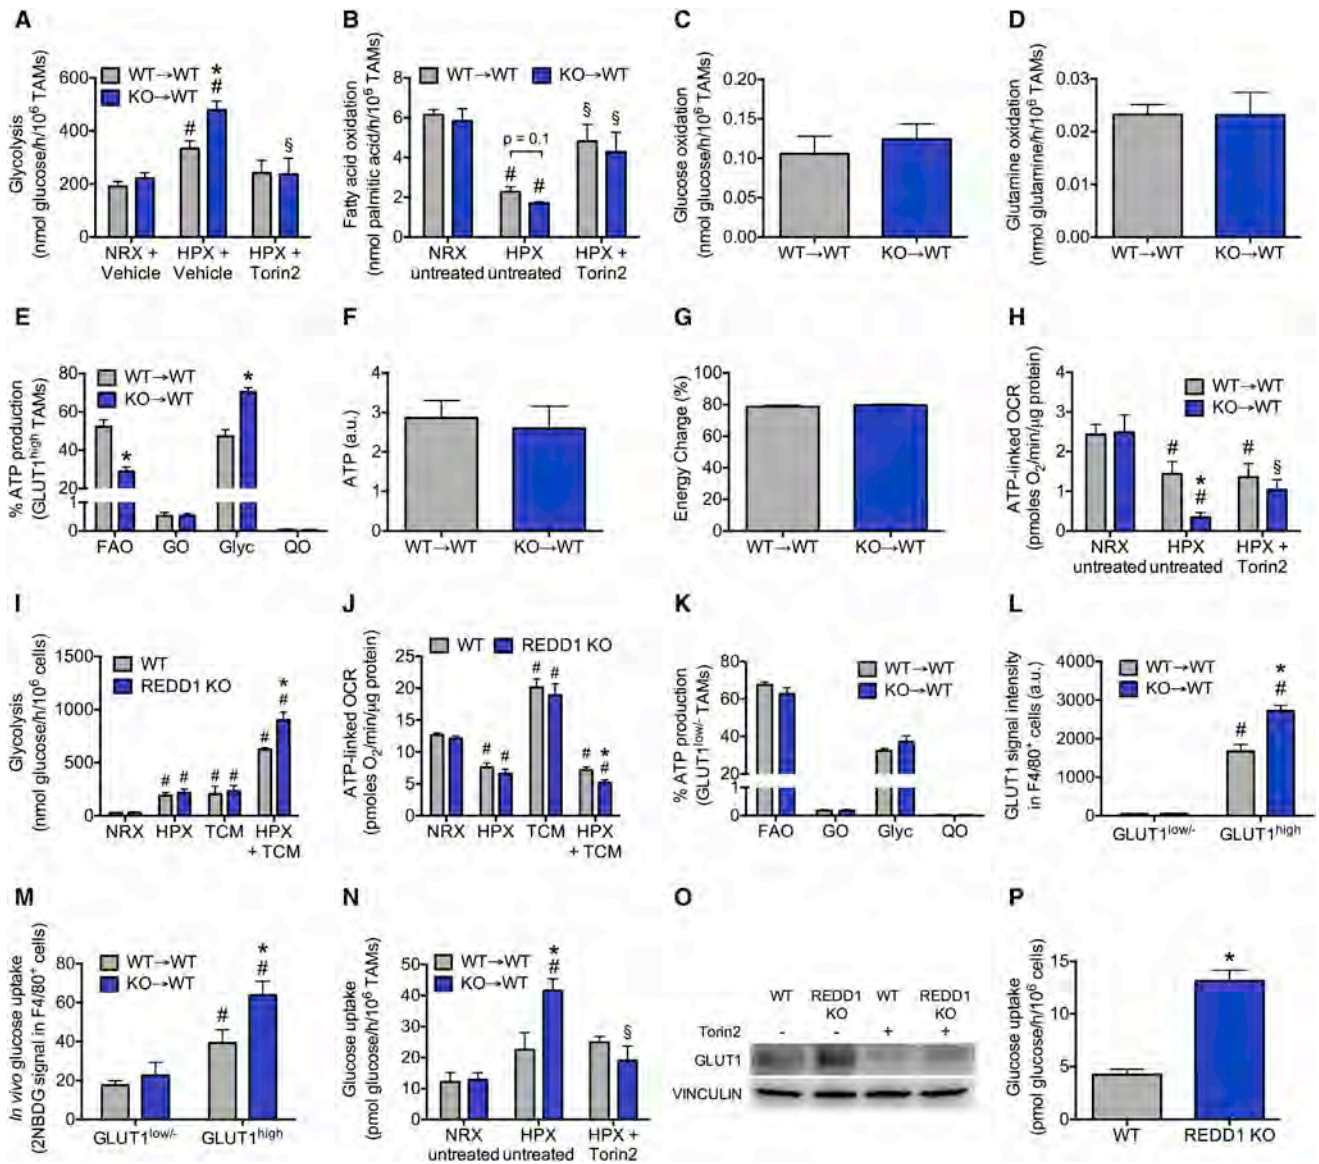 A
Glycolysis
(nmol glucose/h/10⁶ TAMs)
600
400
200
0
WT→WT
KO→WT
#
*
#
§
NRX +
Vehicle
HPX +
Vehicle
HPX +
Torin2
B
Fatty acid oxidation
(nmol palmitic acid/h/10⁶ TAMs)
8
6
4
2
0
WT→WT
KO→WT
p = 0.1
#
#
§
§
NRX
untreated
HPX
untreated
HPX +
Torin2
C
Glucose oxidation
(nmol glucose/h/10⁶ TAMs)
0.20
0.15
0.10
0.05
0.00
WT→WT
KO→WT
D
Glutamine oxidation
(nmol glutamine/h/10⁶ TAMs)
0.03
0.02
0.01
0.00
WT→WT
KO→WT
E
% ATP production
(GLUT1ʰⁱᵍʰ TAMs)
80
60
40
20
1
0
WT→WT
KO→WT
*
*
FAO
GO
Glyc
QO
F
ATP (a.u.)
4
3
2
1
0
WT→WT
KO→WT
G
Energy Charge (%)
100
80
60
40
20
0
WT→WT
KO→WT
H
ATP-linked OCR
(pmoles O₂/min/µg protein)
4
3
2
1
0
WT→WT
KO→WT
#
*
#
#
§
NRX
untreated
HPX
untreated
HPX +
Torin2
I
Glycolysis
(nmol glucose/h/10⁶ cells)
1500
1000
500
0
WT
REDD1 KO
# #
# #
#
*
#
NRX
HPX
TCM
HPX
+ TCM
J
ATP-linked OCR
(pmoles O₂/min/µg protein)
25
20
15
10
5
0
WT
REDD1 KO
# #
# #
#
*
#
NRX
HPX
TCM
HPX
+ TCM
K
% ATP production
(GLUT1ˡᵒʷ/⁻ TAMs)
80
60
40
20
1
0
WT→WT
KO→WT
FAO
GO
Glyc
QO
L
GLUT1 signal intensity
in F4/80⁺ cells (a.u.)
4000
3000
2000
1000
0
WT→WT
KO→WT
#
*
#
GLUT1ˡᵒʷ/⁻
GLUT1ʰⁱᵍʰ
M
In vivo glucose uptake
(2NBDG signal in F4/80⁺ cells)
80
60
40
20
0
WT→WT
KO→WT
#
*
#
GLUT1ˡᵒʷ/⁻
GLUT1ʰⁱᵍʰ
N
Glucose uptake
(pmol glucose/h/10⁶ TAMs)
50
40
30
20
10
0
WT→WT
KO→WT
*
#
§
NRX
untreated
HPX
untreated
HPX +
Torin2
O
WT
REDD1
KO
WT
REDD1
KO
Torin2
-
-
+
+
GLUT1
VINCULIN
P
Glucose uptake
(pmol glucose/h/10⁶ cells)
15
10
5
0
*
WT
REDD1 KO